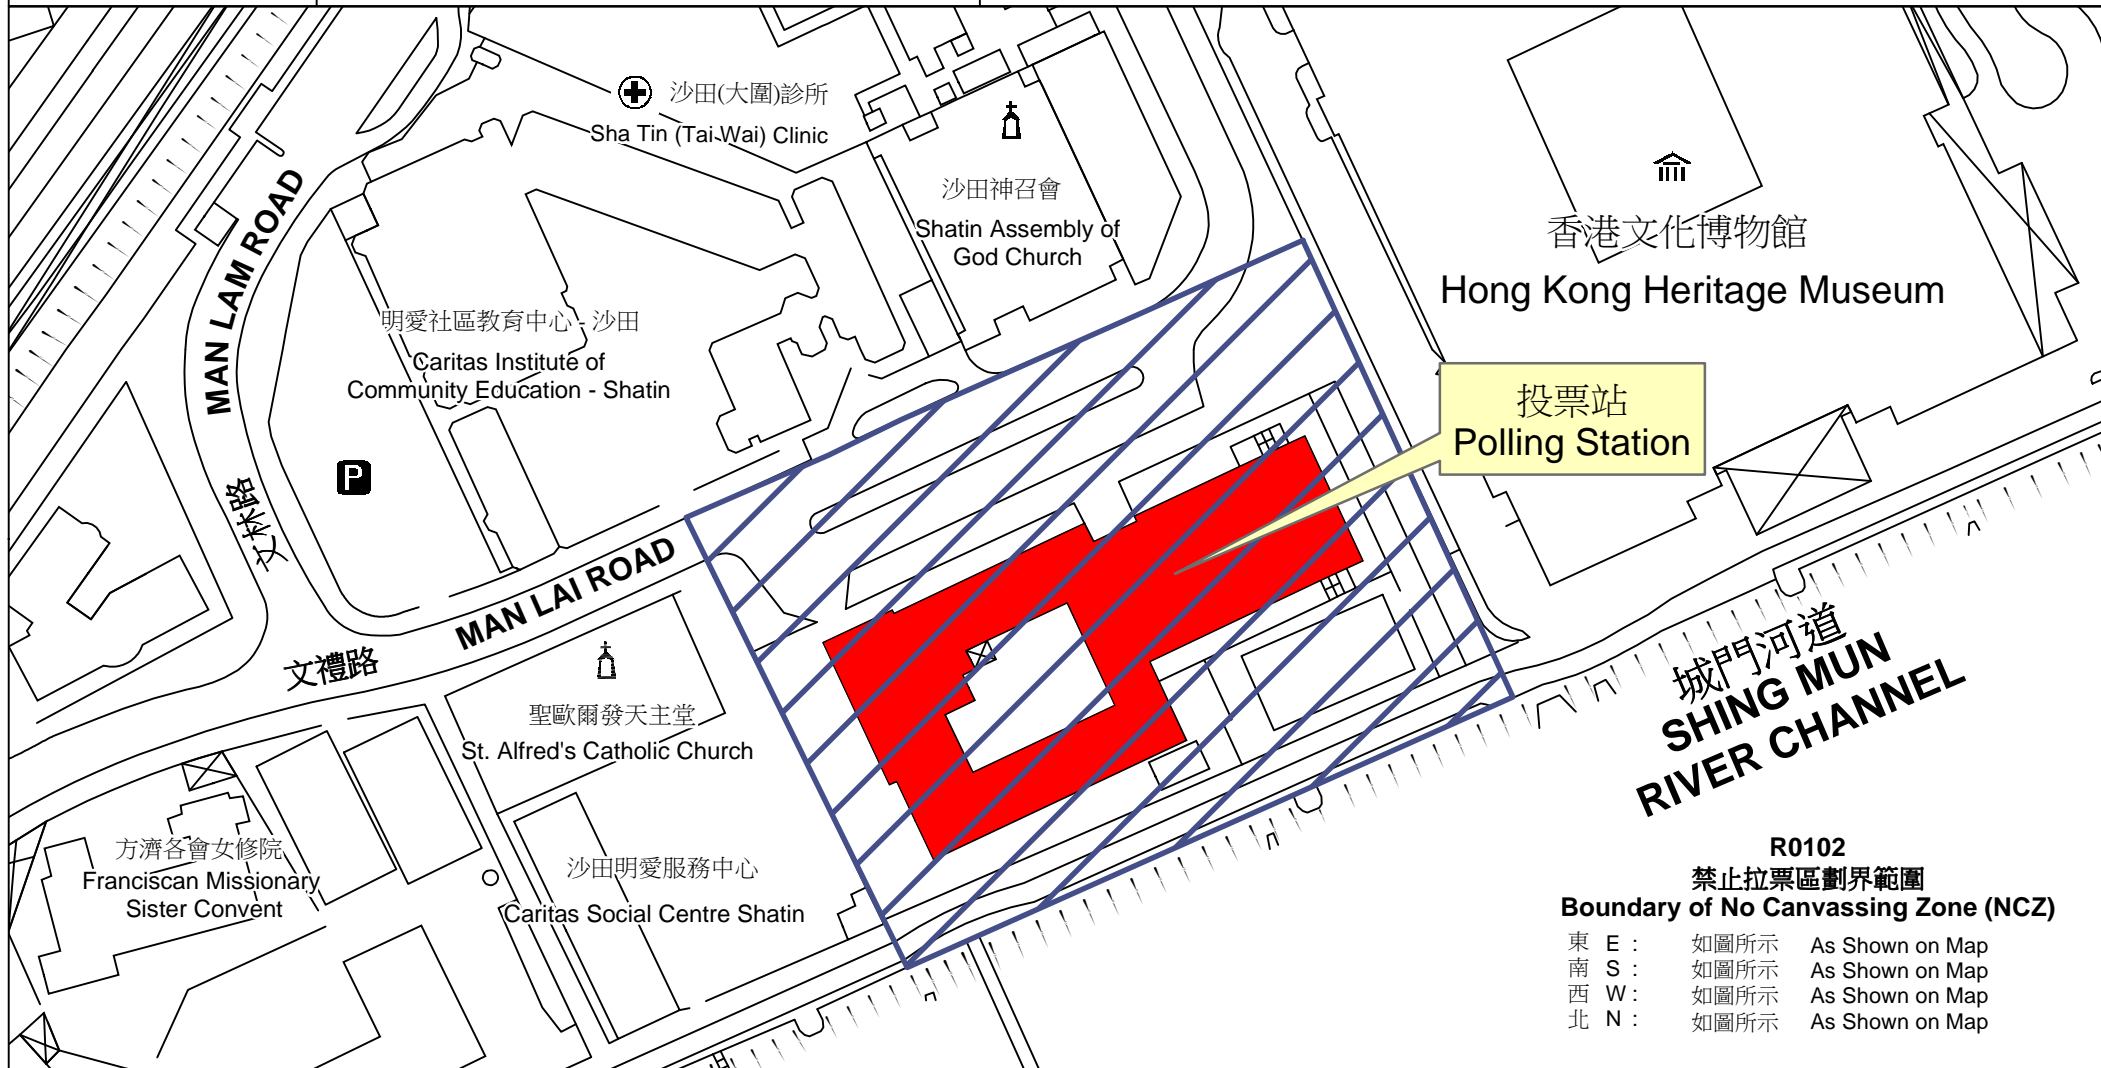 沙田(大圍)診所
Sha Tin (Tai Wai) Clinic
沙田神召會
Shatin Assembly of
God Church
香港文化博物館
Hong Kong Heritage Museum
MAN LAM ROAD
文林路
明愛社區教育中心 - 沙田
Caritas Institute of
Community Education - Shatin
P
投票站
Polling Station
MAN LAI ROAD
文禮路
聖歐爾發天主堂
St. Alfred's Catholic Church
城門河道
SHING MUN
RIVER CHANNEL
方濟各會女修院
Franciscan Missionary
Sister Convent
沙田明愛服務中心
Caritas Social Centre Shatin
R0102
禁止拉票區劃界範圍
Boundary of No Canvassing Zone (NCZ)
東 E : 如圖所示 As Shown on Map
南 S : 如圖所示 As Shown on Map
西 W : 如圖所示 As Shown on Map
北 N : 如圖所示 As Shown on Map